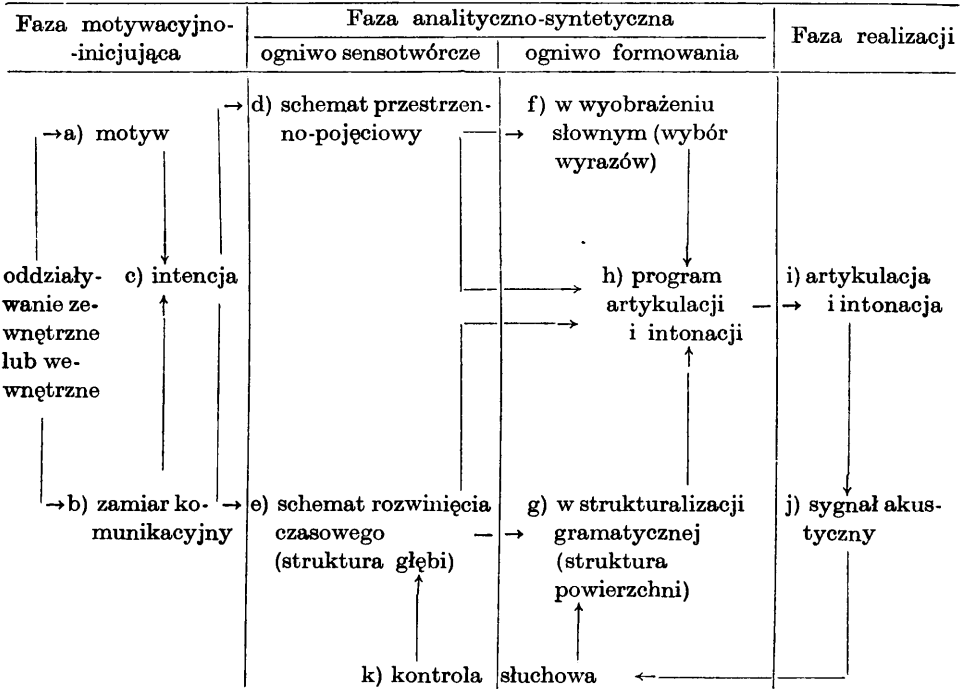 Faza motywacyjno-
-inicjująca
Faza analityczno-syntetyczna
ogniwo sensotwórcze
ogniwo formowania
Faza realizacji
a) motyw
oddziały-
wanie ze-
wnętrzne
lub we-
wnętrzne
c) intencja
b) zamiar ko-
munikacyjny
d) schemat przestrzen-
no-pojęciowy
e) schemat rozwinięcia
czasowego
(struktura głębi)
f) w wyobrażeniu
słownym (wybór
wyrazów)
h) program
artykulacji
i intonacji
g) w strukturalizacji
gramatycznej
(struktura
powierzchni)
i) artykulacja
i intonacja
j) sygnał akus-
tyczny
k) kontrola słuchowa